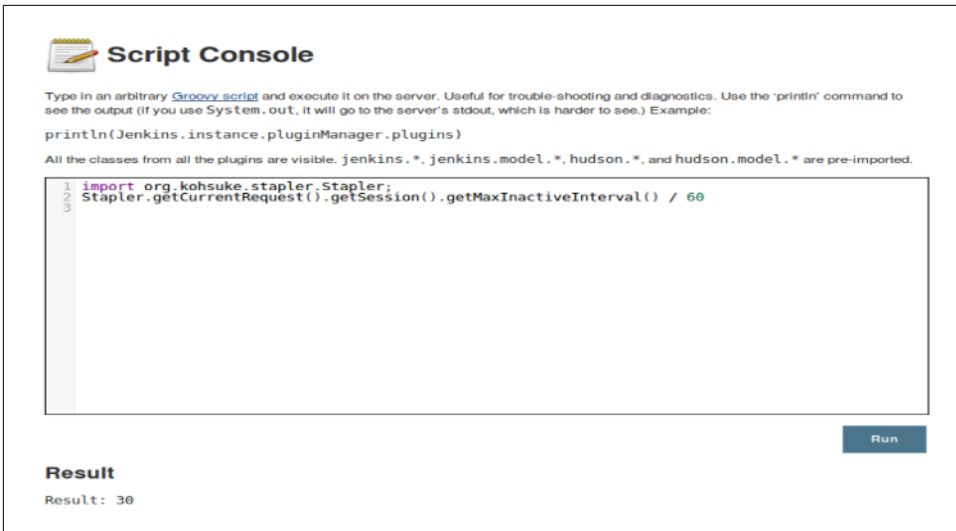 Script Console
Type in an arbitrary Groovy script and execute it on the server. Useful for trouble-shooting and diagnostics. Use the 'println' command to
see the output (if you use System.out, it will go to the server's stdout, which is harder to see.) Example:
println(Jenkins.instance.pluginManager.plugins)
All the classes from all the plugins are visible. jenkins.*, jenkins.model.*, hudson.*, and hudson.model.* are pre-imported.
1 import org.kohsuke.stapler.Stapler;
2 Stapler.getCurrentRequest().getSession().getMaxInactiveInterval() / 60
3
Run
Result
Result: 30